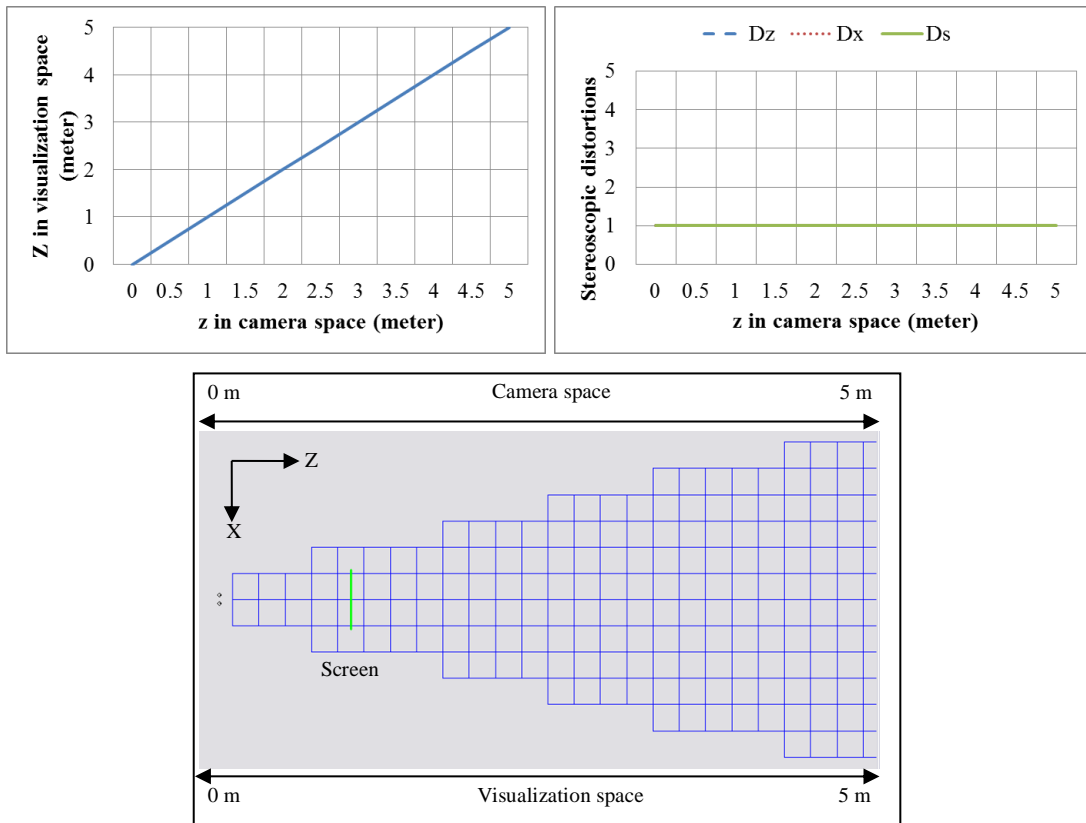 5
4
3
2
1
0
Z in visualization space
(meter)
0 0.5 1 1.5 2 2.5 3 3.5 4 4.5 5
z in camera space (meter)
Dz Dx Ds
5
4
3
2
1
0
Stereoscopic distortions
0 0.5 1 1.5 2 2.5 3 3.5 4 4.5 5
z in camera space (meter)
0 m Camera space 5 m
Z
X
Screen
0 m Visualization space 5 m